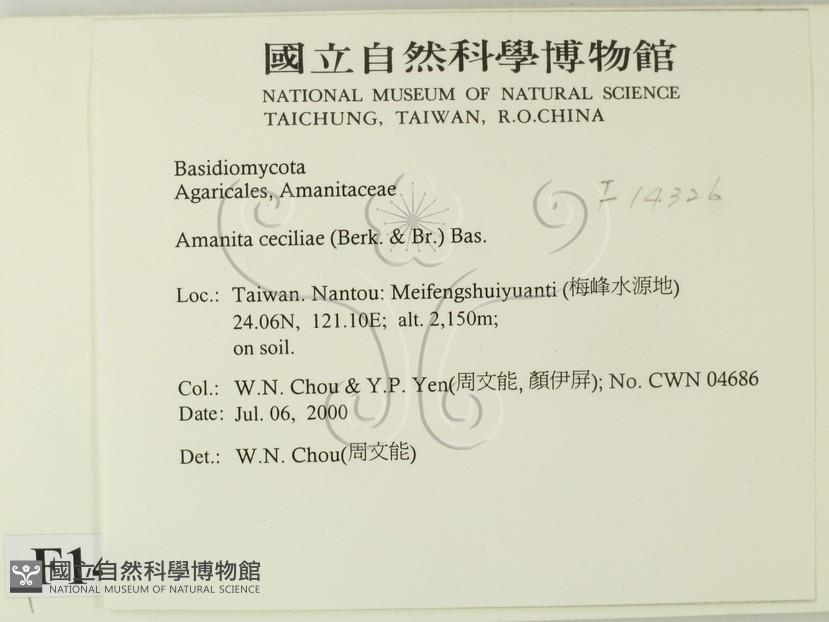 國立自然科學博物館
NATIONAL MUSEUM OF NATURAL SCIENCE
TAICHUNG, TAIWAN, R.O.CHINA
Basidiomycota
Agaricales, Amanitaceae
I 14326
Amanita ceciliae (Berk. & Br.) Bas.
Loc.: Taiwan. Nantou: Meifengshuiyuanti (梅峰水源地)
24.06N, 121.10E; alt. 2,150m;
on soil.
Col.: W.N. Chou & Y.P. Yen(周文能, 顏伊屏); No. CWN 04686
Date: Jul. 06, 2000
Det.: W.N. Chou(周文能)
國立自然科學博物館
NATIONAL MUSEUM OF NATURAL SCIENCE